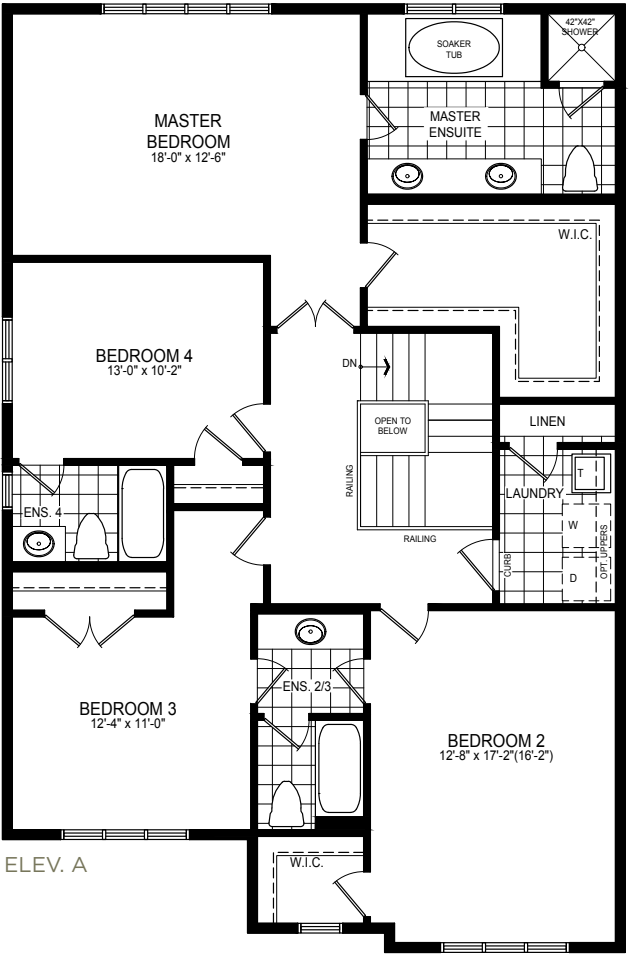 42"X42"
SHOWER
SOAKER
TUB
MASTER
BEDROOM
18'-0" x 12'-6"
MASTER
ENSUITE
W.I.C.
BEDROOM 4
13'-0" x 10'-2"
DN
OPEN TO
BELOW
LINEN
RAILING
T
LAUNDRY
ENS. 4
W
OPT. UPPERS
RAILING
CURB
D
ENS. 2/3
BEDROOM 3
12'-4" x 11'-0"
BEDROOM 2
12'-8" x 17'-2"(16'-2")
ELEV. A
W.I.C.